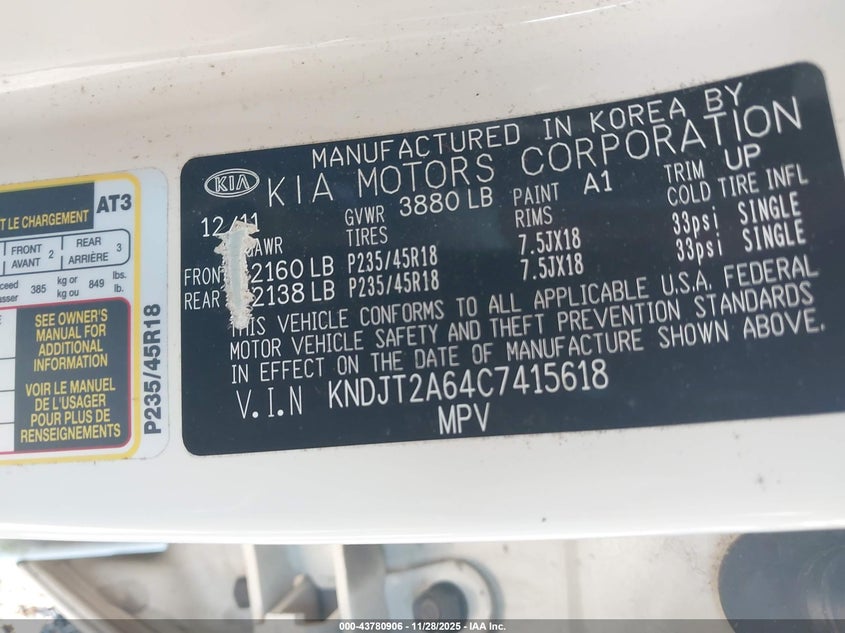 MANUFACTURED IN KOREA BY
KIA KIA MOTORS CORPORATION
12/11 GVWR 3880 LB PAINT A1 TRIM UP
GAWR TIRES RIMS COLD TIRE INFL
FRONT 2160 LB P235/45R18 7.5JX18 33psi SINGLE
REAR 2138 LB P235/45R18 7.5JX18 33psi SINGLE
THIS VEHICLE CONFORMS TO ALL APPLICABLE U.S.A. FEDERAL
MOTOR VEHICLE SAFETY AND THEFT PREVENTION STANDARDS
IN EFFECT ON THE DATE OF MANUFACTURE SHOWN ABOVE.
V.I.N KNDJT2A64C7415618
MPV
T LE CHARGEMENT AT3
FRONT AVANT 2 REAR ARRIÈRE 3
385 kg or kg ou 849 lbs. lb.
SEE OWNER'S
MANUAL FOR
ADDITIONAL
INFORMATION
VOIR LE MANUEL
DE L'USAGER
POUR PLUS DE
RENSEIGNEMENTS
P235/45R18
000-43780906 - 11/28/2025 - IAA Inc.